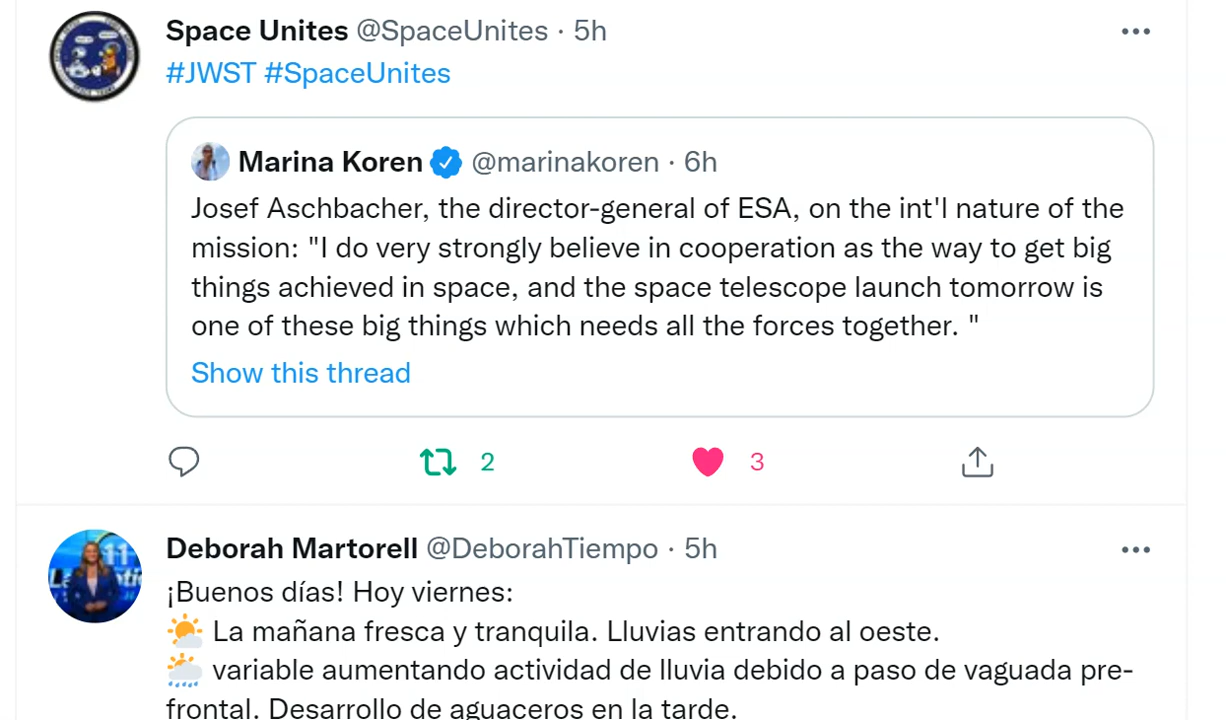 Space Unites @SpaceUnites · 5h
#JWST #SpaceUnites
Marina Koren @marinakoren · 6h
Josef Aschbacher, the director-general of ESA, on the int'l nature of the
mission: "I do very strongly believe in cooperation as the way to get big
things achieved in space, and the space telescope launch tomorrow is
one of these big things which needs all the forces together. "
Show this thread
2 3
Deborah Martorell @DeborahTiempo · 5h
¡Buenos días! Hoy viernes:
🌤 La mañana fresca y tranquila. Lluvias entrando al oeste.
🌦 variable aumentando actividad de lluvia debido a paso de vaguada pre-
frontal. Desarrollo de aguaceros en la tarde.